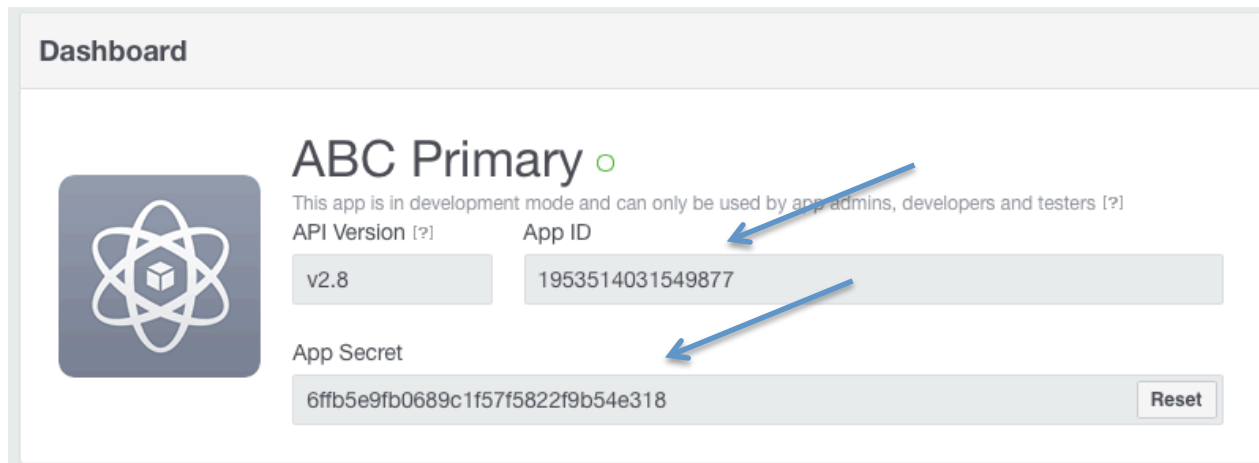 Dashboard
ABC Primary
This app is in development mode and can only be used by app admins, developers and testers [?]
API Version [?] App ID
v2.8 1953514031549877
App Secret
6ffb5e9fb0689c1f57f5822f9b54e318 Reset